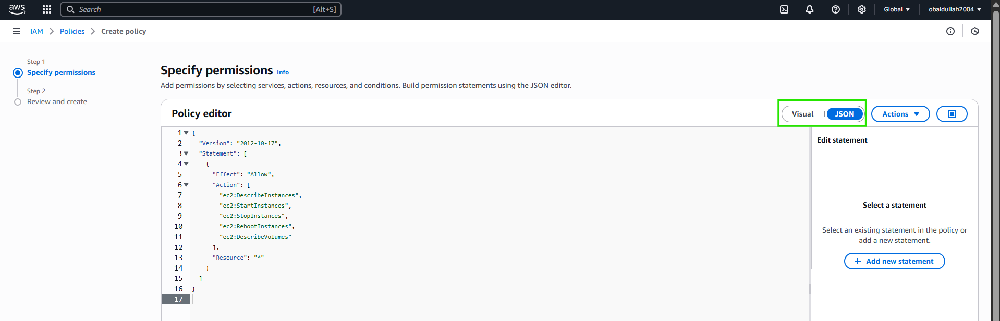 aws
Search [Alt+S]
Global
obaidullah2004
IAM
Policies
Create policy
Step 1
Specify permissions
Step 2
Review and create
Specify permissions Info
Add permissions by selecting services, actions, resources, and conditions. Build permission statements using the JSON editor.
Policy editor
Visual
JSON
Actions
1 {
2 "Version": "2012-10-17",
3 "Statement": [
4 {
5 "Effect": "Allow",
6 "Action": [
7 "ec2:DescribeInstances",
8 "ec2:StartInstances",
9 "ec2:StopInstances",
10 "ec2:RebootInstances",
11 "ec2:DescribeVolumes"
12 ],
13 "Resource": "*"
14 }
15 ]
16 }
17
Edit statement
Select a statement
Select an existing statement in the policy or
add a new statement.
+ Add new statement